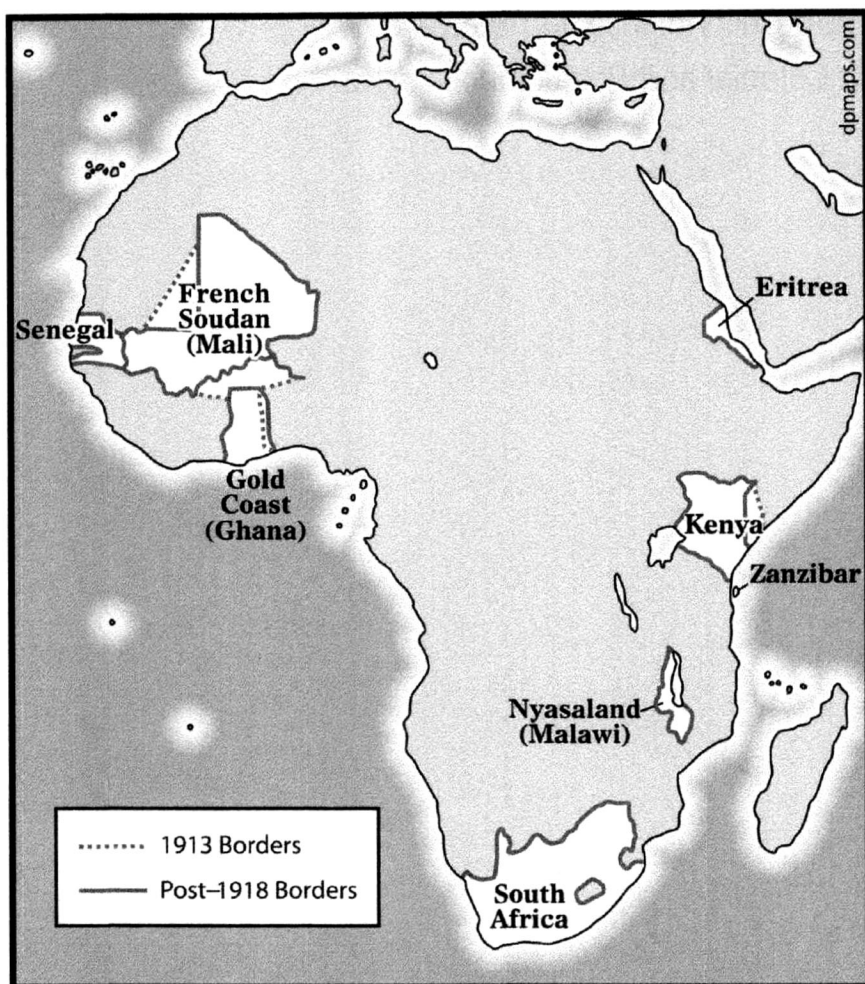 dpmaps.com
French
Soudan
(Mali)
Senegal
Eritrea
Gold
Coast
(Ghana)
Kenya
Zanzibar
Nyasaland
(Malawi)
1913 Borders
Post–1918 Borders
South
Africa